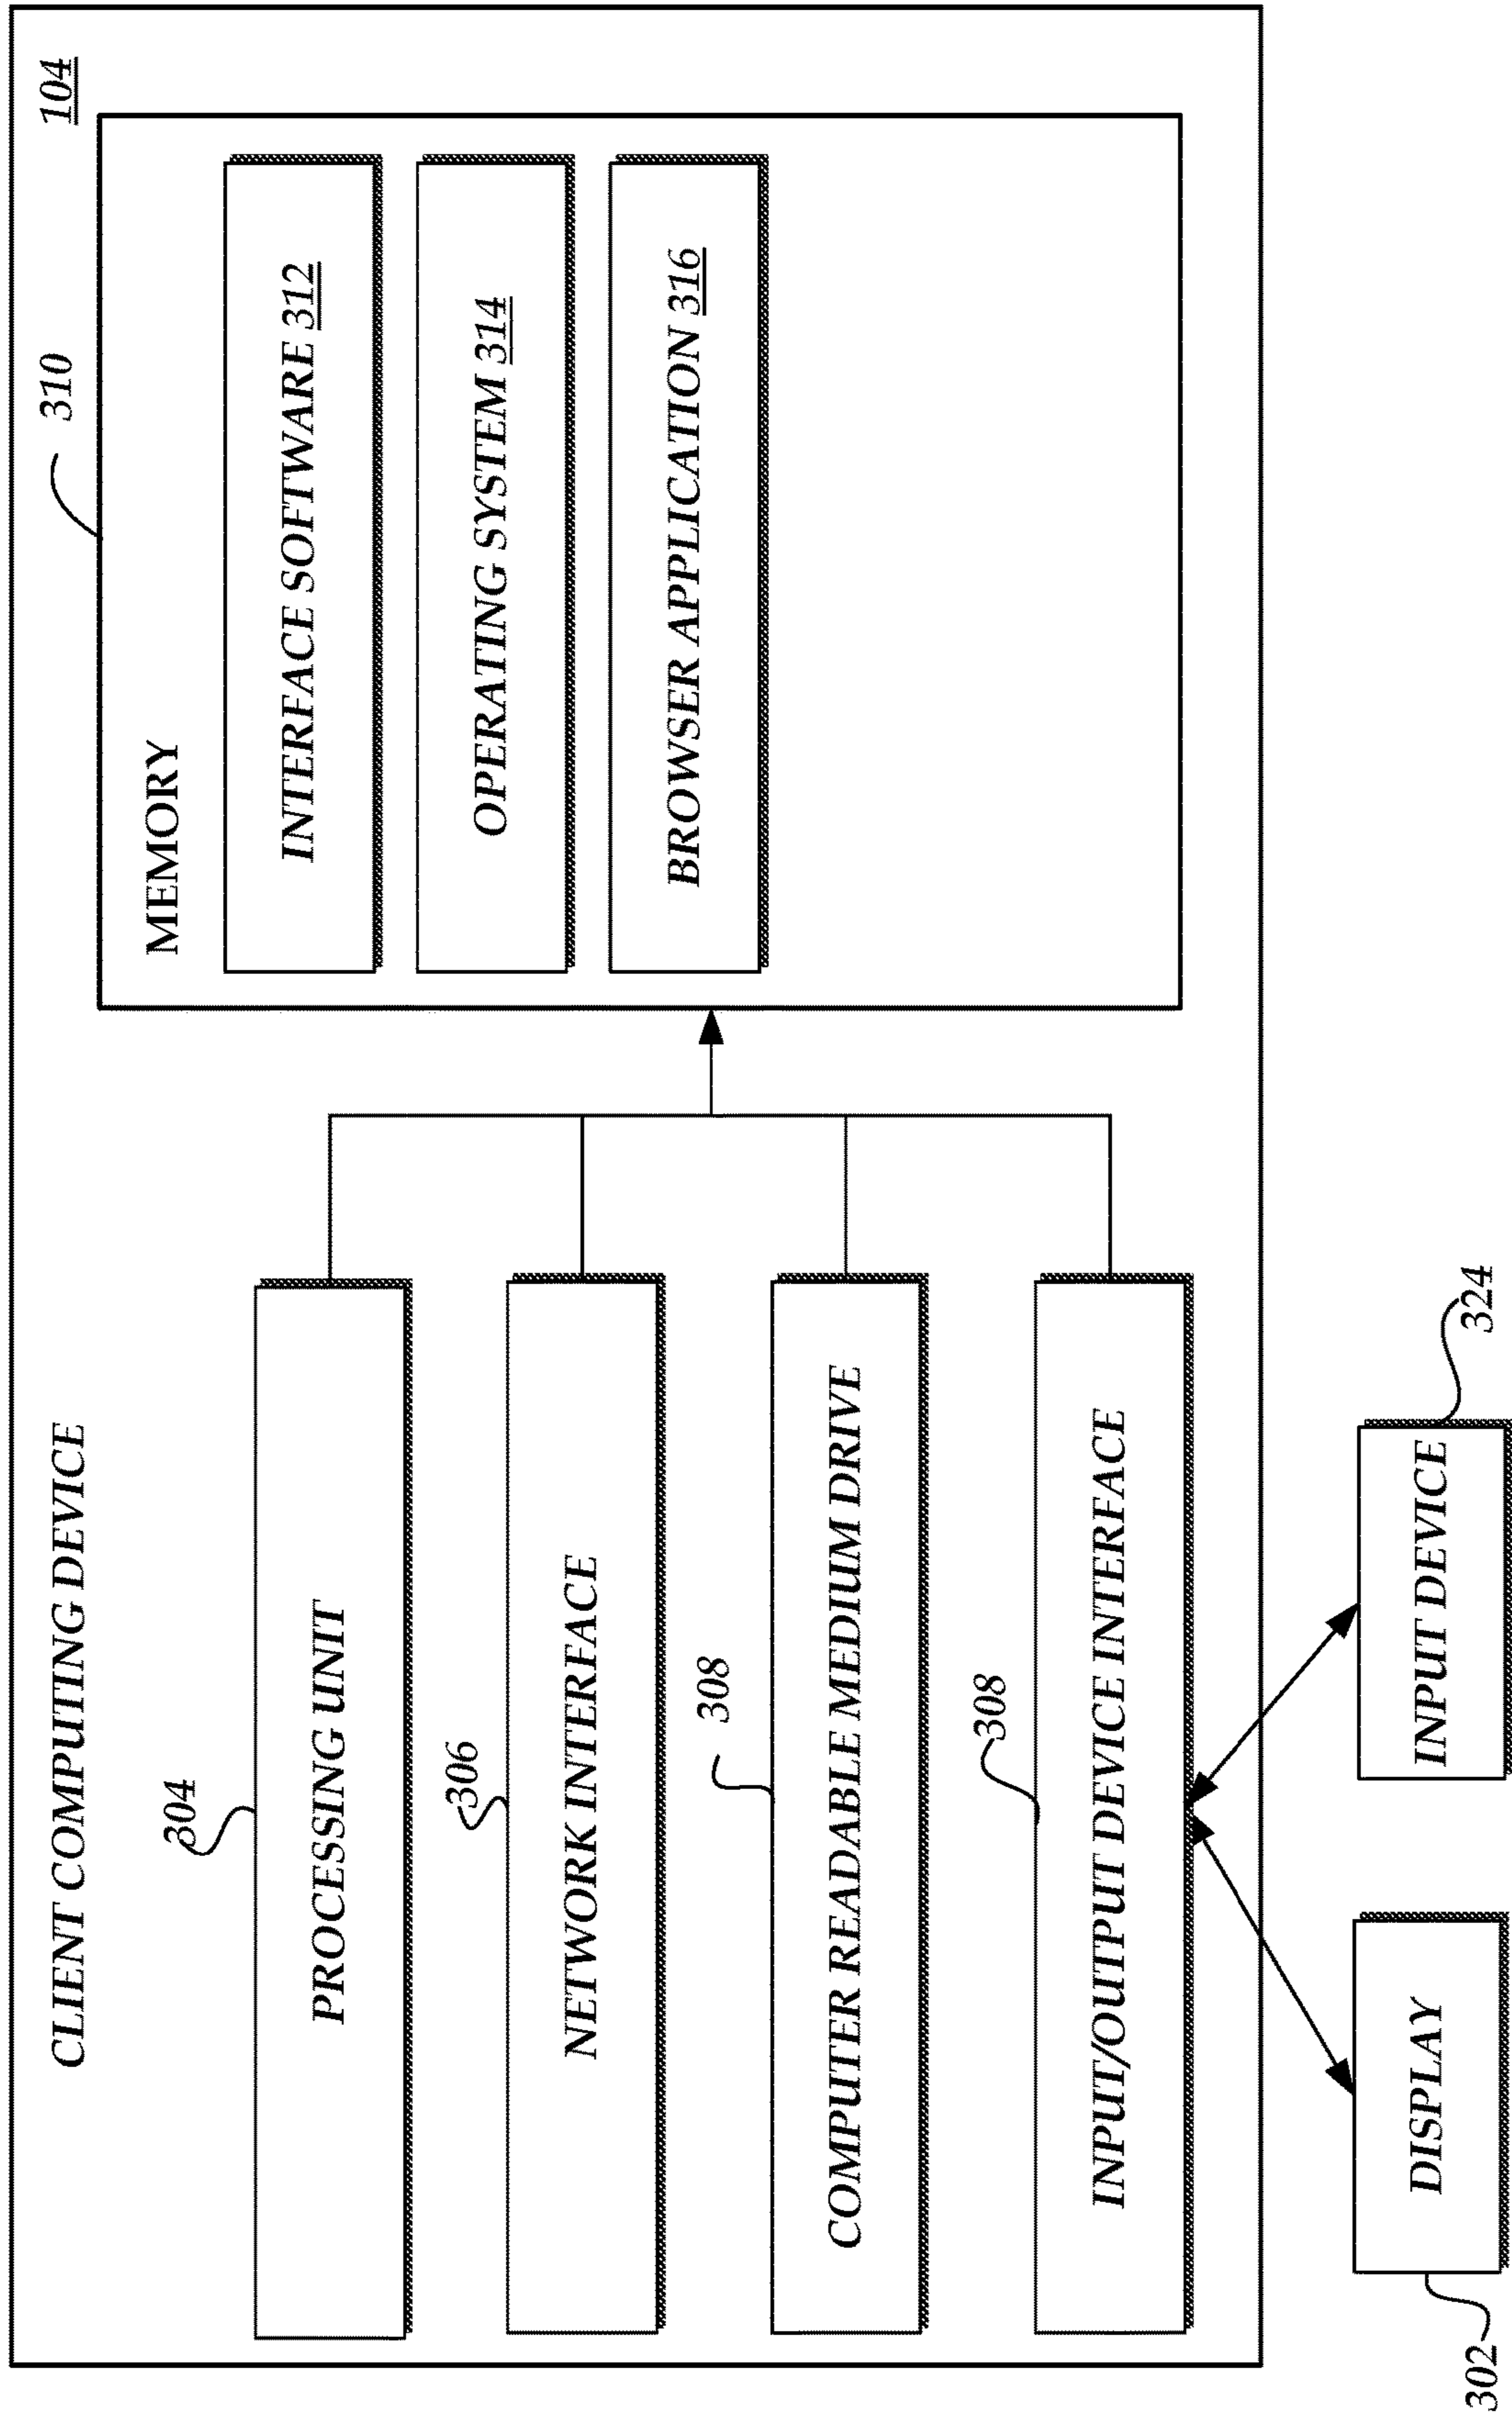 CLIENT COMPUTING DEVICE
104
310
MEMORY
304
PROCESSING UNIT
INTERFACE SOFTWARE 312
306
NETWORK INTERFACE
OPERATING SYSTEM 314
308
COMPUTER READABLE MEDIUM DRIVE
BROWSER APPLICATION 316
308
INPUT/OUTPUT DEVICE INTERFACE
302
DISPLAY
INPUT DEVICE
324